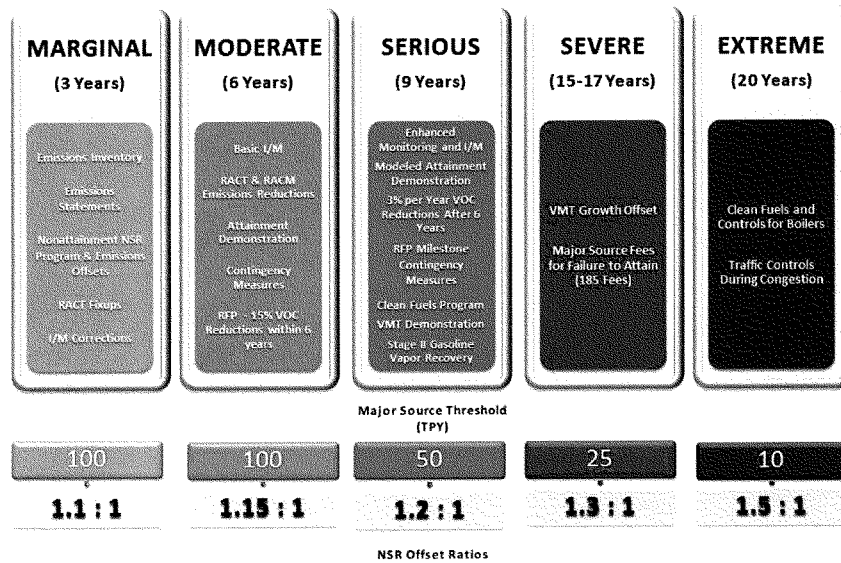 MARGINAL
(3 Years)
Emissions Inventory
Emissions
Statements
Nonattainment NSR
Program & Emissions
Offsets
RACT Fixups
I/M Corrections
MODERATE
(6 Years)
Basic I/M
RACT & RACM
Emissions Reductions
Attainment
Demonstration
Contingency
Measures
RFP - 15% VOC
Reductions within 6
years
SERIOUS
(9 Years)
Enhanced
Monitoring and I/M
Modeled Attainment
Demonstration
3% per Year VOC
Reductions After 6
Years
RFP Milestone
Contingency
Measures
Clean Fuels Program
VMT Demonstration
Stage II Gasoline
Vapor Recovery
SEVERE
(15-17 Years)
VMT Growth Offset
Major Source Fees
for Failure to Attain
(185 Fees)
EXTREME
(20 Years)
Clean Fuels and
Controls for Boilers
Traffic Controls
During Congestion
Major Source Threshold
(TPY)
100
100
50
25
10
1.1 : 1
1.15 : 1
1.2 : 1
1.3 : 1
1.5 : 1
NSR Offset Ratios